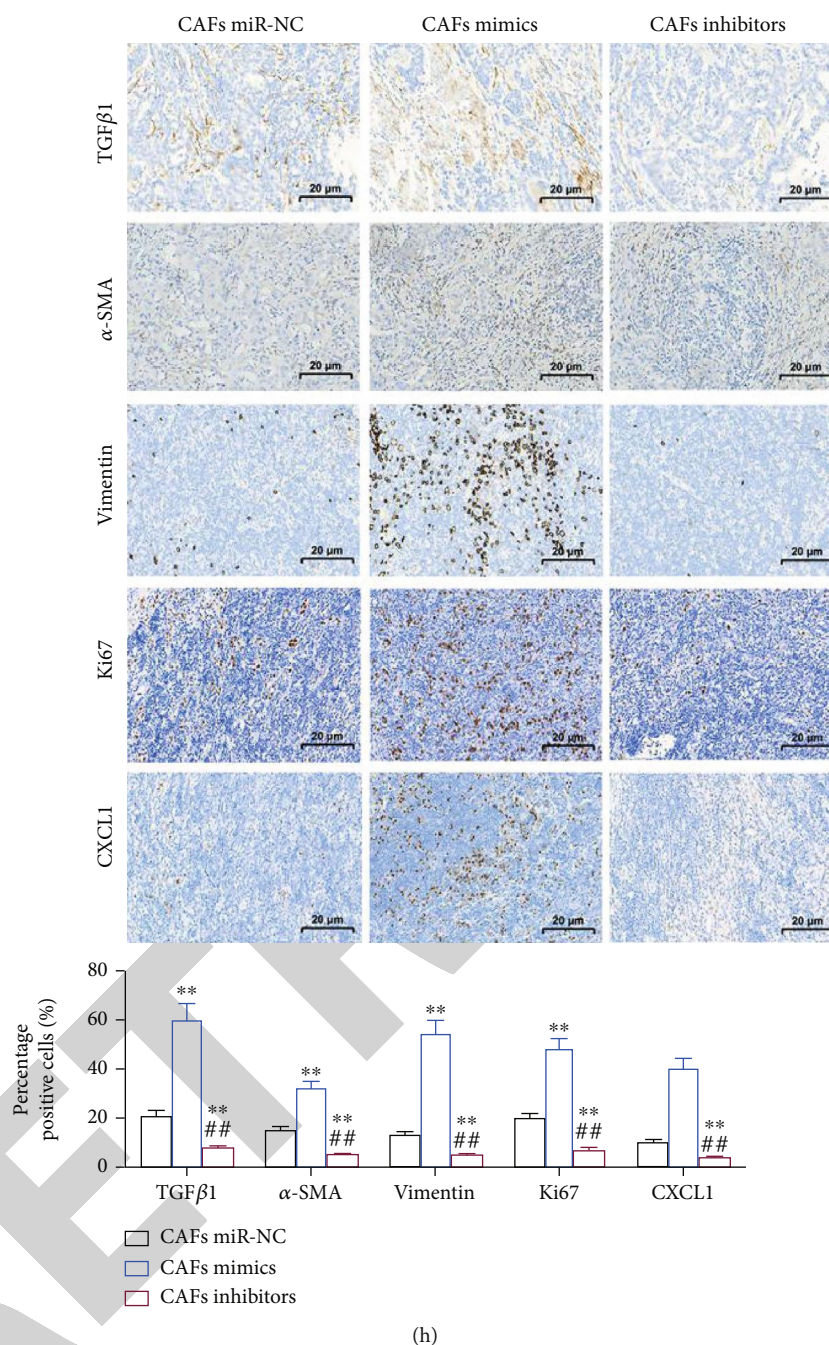 CAFs miR-NC CAFs mimics CAFs inhibitors
TGFβ1
20 μm 20 μm 20 μm
α-SMA
20 μm 20 μm 20 μm
Vimentin
20 μm 20 μm 20 μm
Ki67
20 μm 20 μm 20 μm
CXCL1
20 μm 20 μm 20 μm
Percentage
positive cells (%)
80
60
40
20
0
** ** ** **
** ** ** ** **
## ## ## ## ##
TGFβ1 α-SMA Vimentin Ki67 CXCL1
CAFs miR-NC
CAFs mimics
CAFs inhibitors
(h)